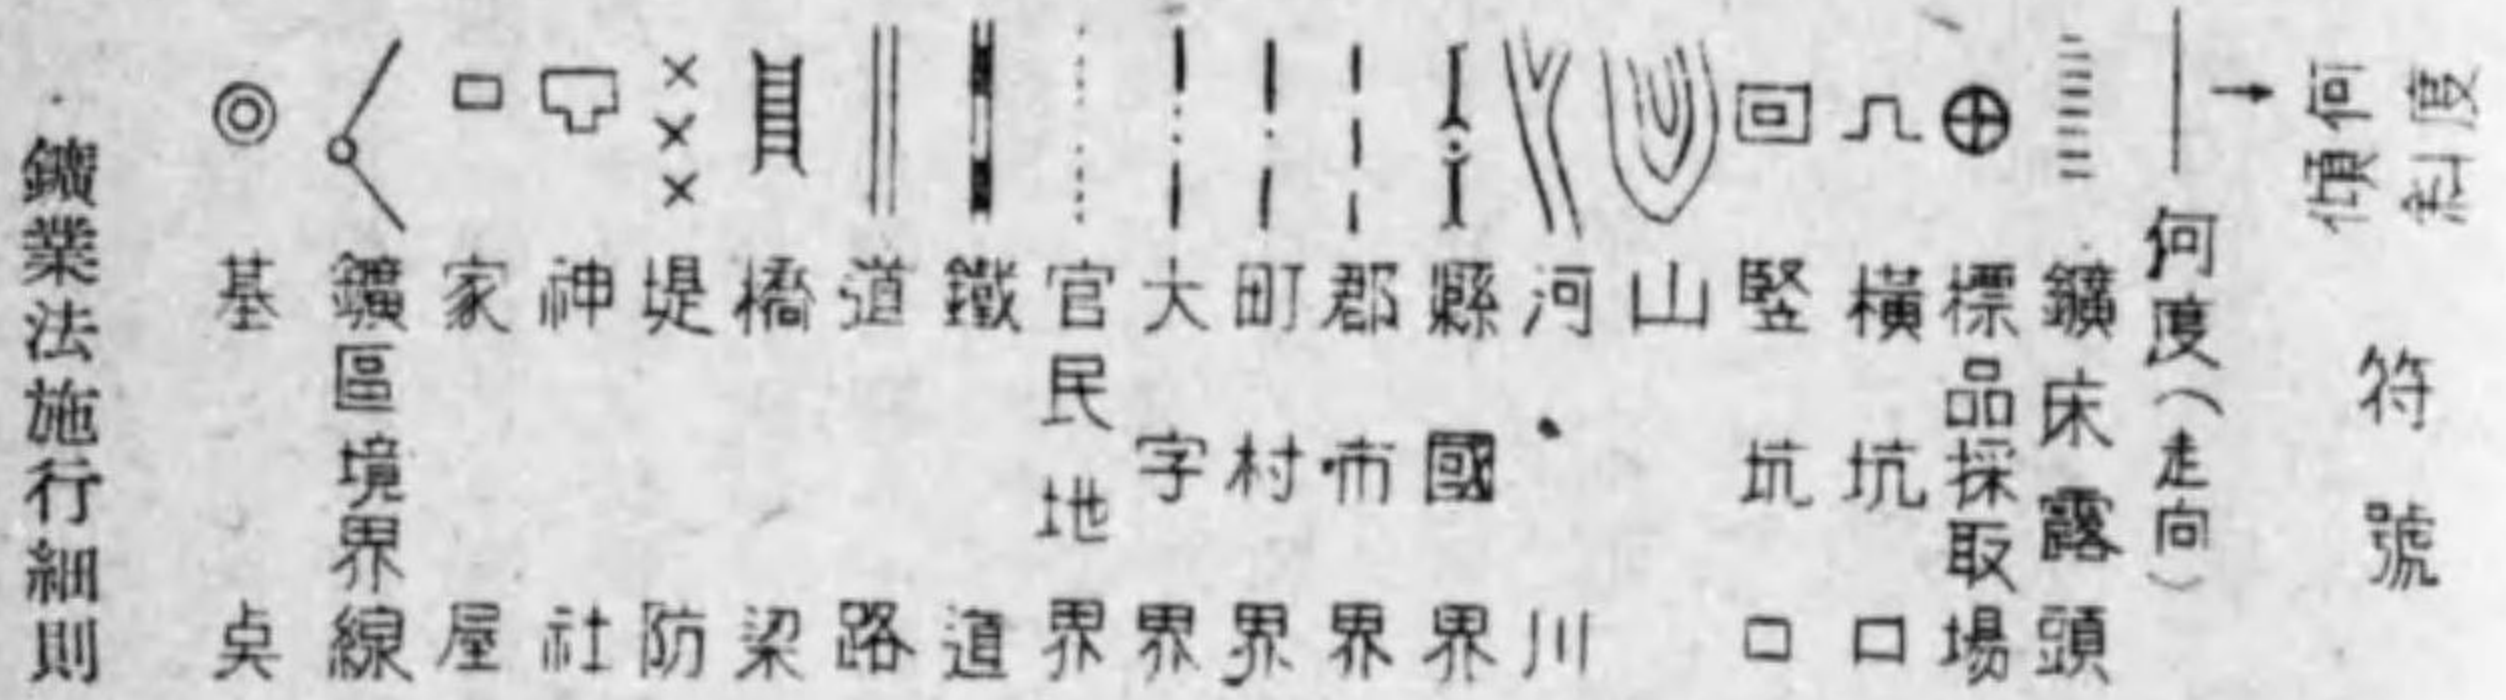 符號
何度
傾斜
何度(走向)
鑛床露頭
標品採取場
橫坑口
竪坑口
山
河川
縣國界
郡市界
町村界
大字界
官民地界
鐵道
道路
橋梁
堤防
神社
家屋
鑛區境界線
基点
鑛業法施行細則